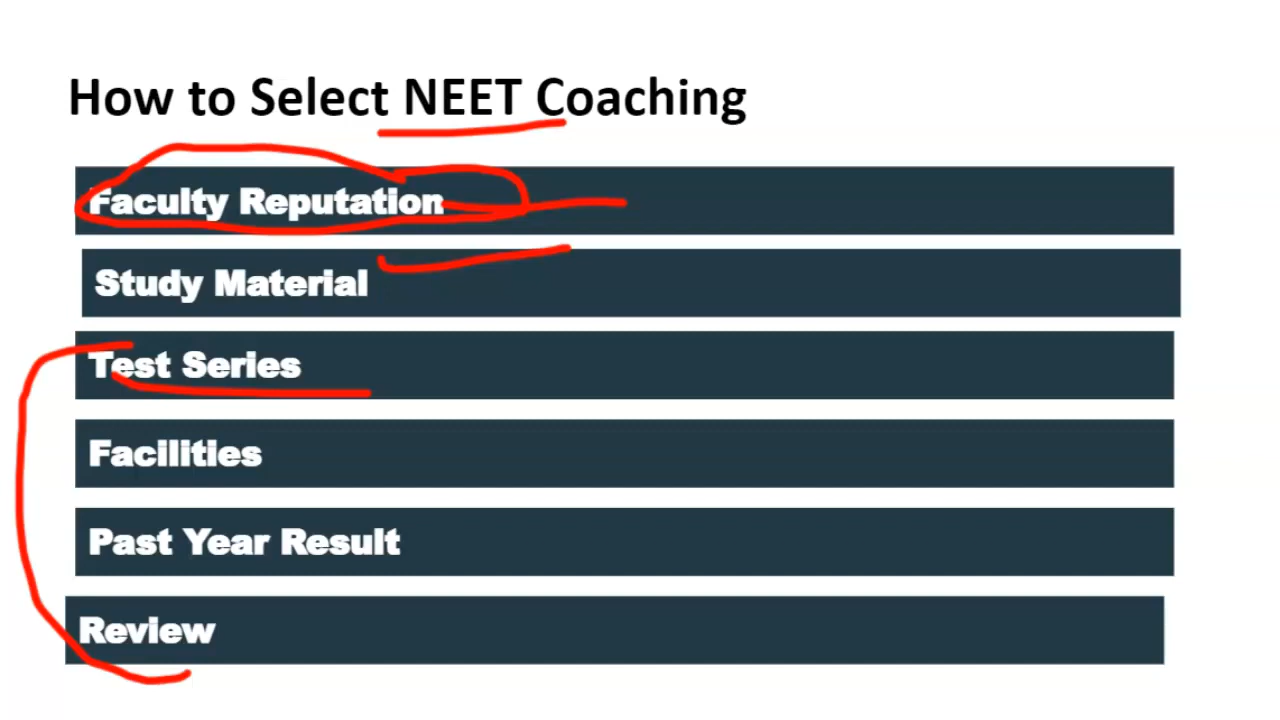 How to Select NEET Coaching
Faculty Reputation
Study Material
Test Series
Facilities
Past Year Result
Review